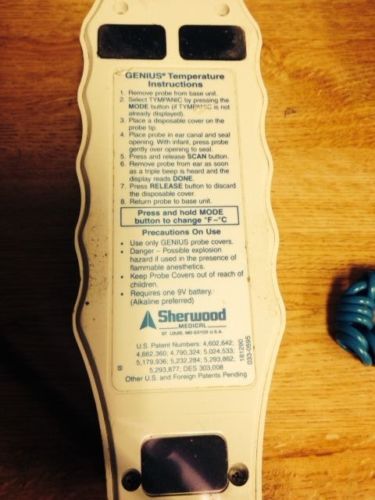 GENIUS® Temperature
Instructions
1. Remove probe from base unit.
2. Select TYMPANIC by pressing the
MODE button (if TYMPANIC is not
already displayed).
3. Place a disposable cover on the
probe tip.
4. Place probe in ear canal and seal
opening. With infant, press probe
gently over opening to seal.
5. Press and release SCAN button.
6. Remove probe from ear as soon
as a triple beep is heard and the
display reads DONE.
7. Press RELEASE button to discard
the disposable cover.
8. Return probe to base unit.
Press and hold MODE
button to change °F–°C
Precautions On Use
• Use only GENIUS probe covers.
• Danger – Possible explosion
hazard if used in the presence of
flammable anesthetics.
• Keep Probe Covers out of reach of
children.
• Requires one 9V battery.
(Alkaline preferred)
Sherwood
MEDICAL
ST. LOUIS, MO 63103 U.S.A.
U.S. Patent Numbers: 4,602,642;
4,662,360; 4,790,324; 5,024,533;
5,179,936; 5,232,284; 5,293,862;
5,293,877; DES 303,008
Other U.S. and Foreign Patents Pending
181290
033-0595